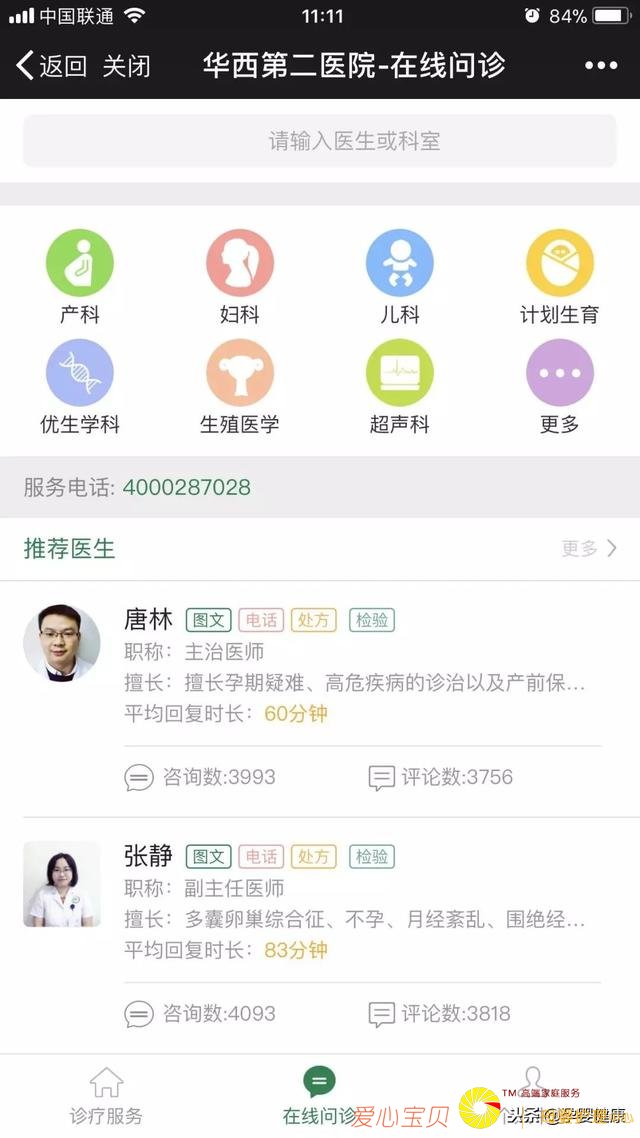 中国联通 11:11 84%
返回 关闭 华西第二医院-在线问诊
请输入医生或科室
产科 妇科 儿科 计划生育
优生学科 生殖医学 超声科 更多
服务电话: 4000287028
推荐医生 更多
唐林 图文 电话 处方 检验
职称: 主治医师
擅长: 擅长孕期疑难、高危疾病的诊治以及产前保...
平均回复时长: 60分钟
咨询数:3993 评论数:3756
张静 图文 电话 处方 检验
职称: 副主任医师
擅长: 多囊卵巢综合征、不孕、月经紊乱、围绝经...
平均回复时长: 83分钟
咨询数:4093 评论数:3818
TM 高端家庭服务
诊疗服务 在线问诊 爱心宝贝 头条@孕婴健康